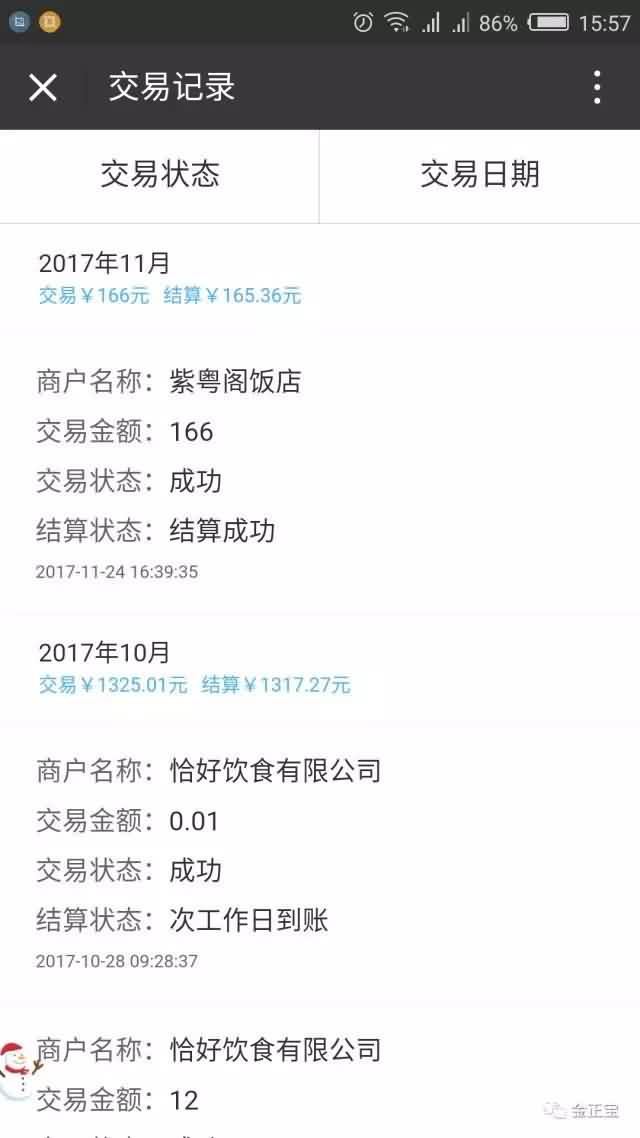 86% 15:57
交易记录
交易状态 交易日期
2017年11月
交易￥166元 结算￥165.36元
商户名称：紫粤阁饭店
交易金额：166
交易状态：成功
结算状态：结算成功
2017-11-24 16:39:35
2017年10月
交易￥1325.01元 结算￥1317.27元
商户名称：恰好饮食有限公司
交易金额：0.01
交易状态：成功
结算状态：次工作日到账
2017-10-28 09:28:37
商户名称：恰好饮食有限公司
交易金额：12
金正宝